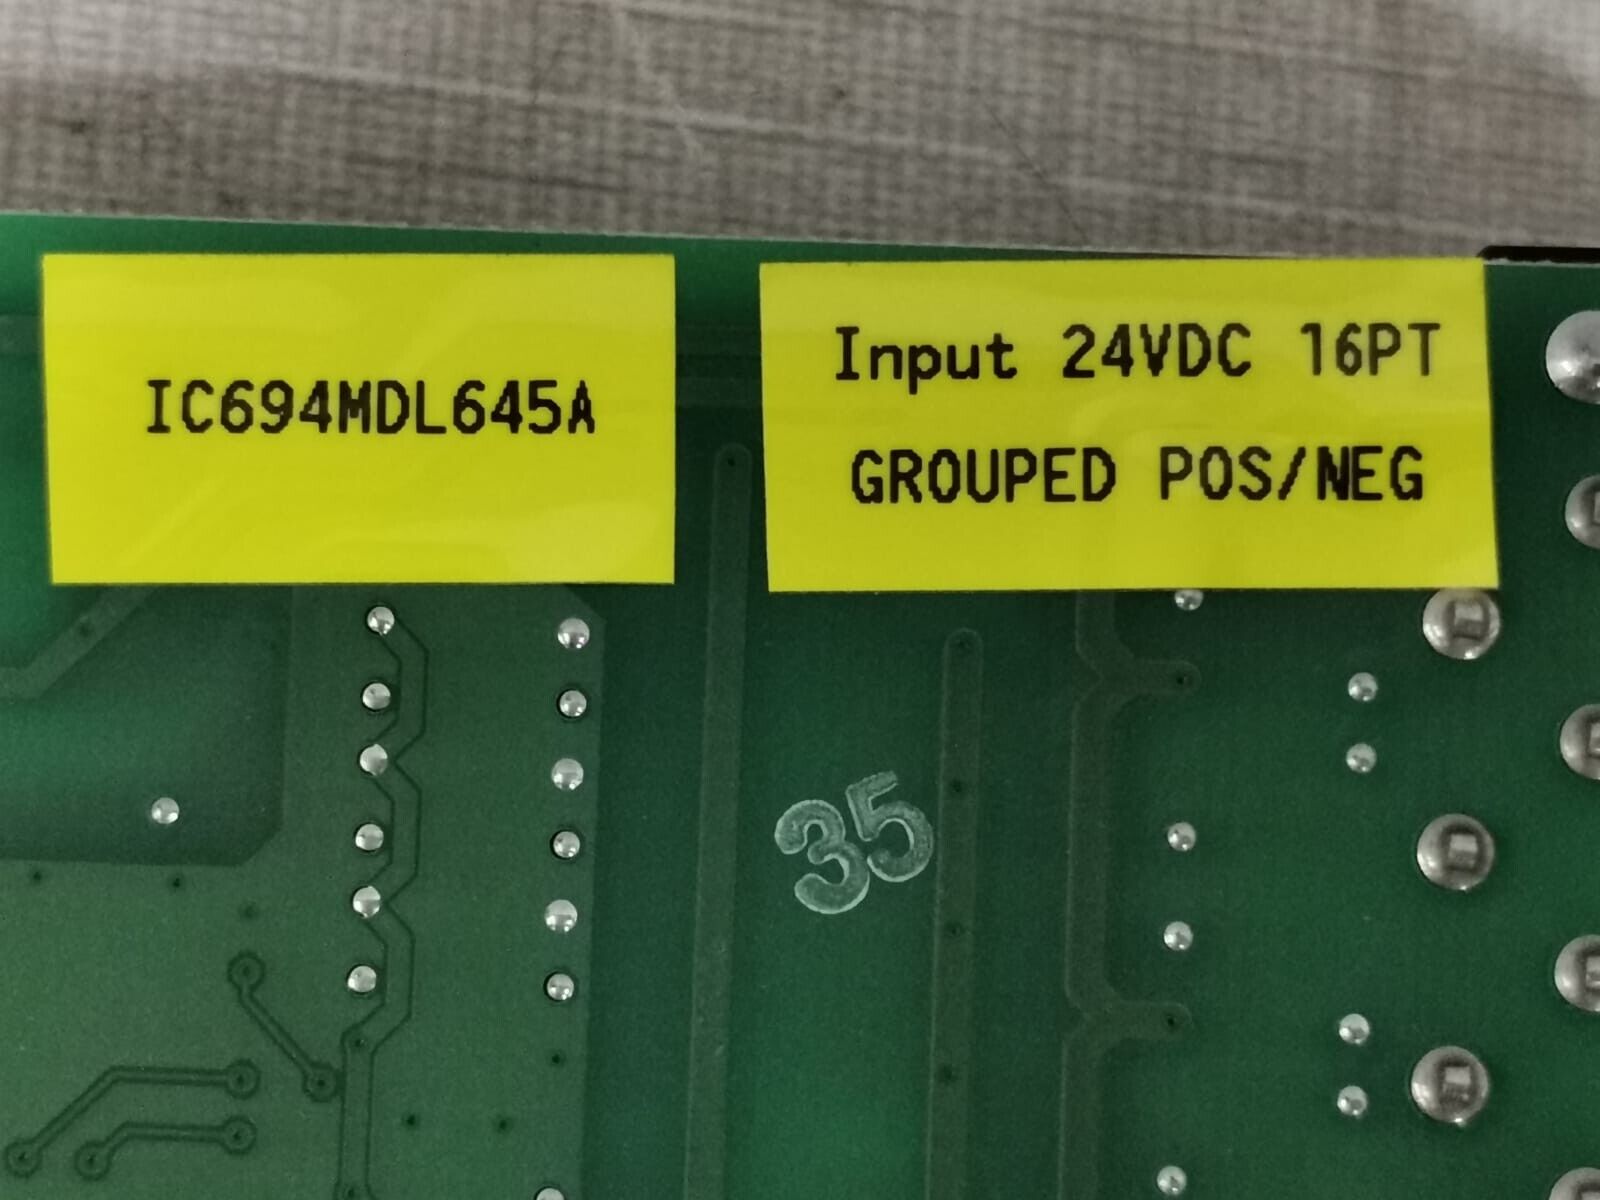 IC694MDL645A
Input 24VDC 16PT
GROUPED POS/NEG
35